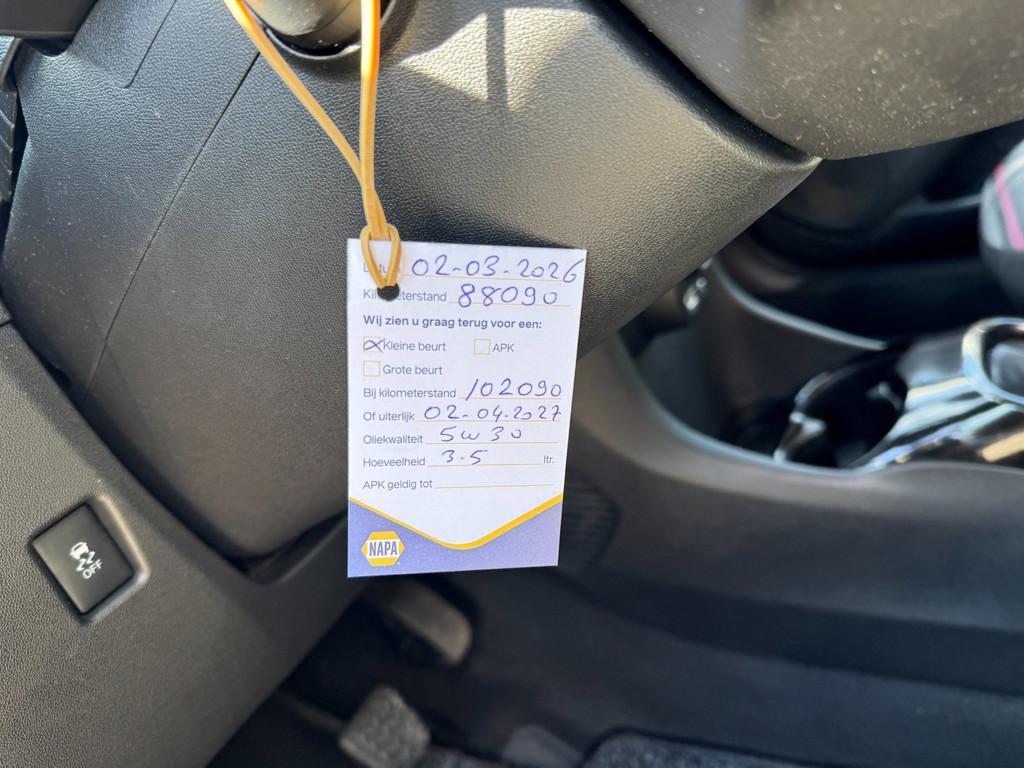 Datum 02-03-2026
Kilometerstand 88090
Wij zien u graag terug voor een:
Kleine beurt APK
Grote beurt
Bij kilometerstand 102090
Of uiterlijk 02-04-2027
Oliekwaliteit 5w30
Hoeveelheid 3-5 ltr.
APK geldig tot
NAPA
OFF